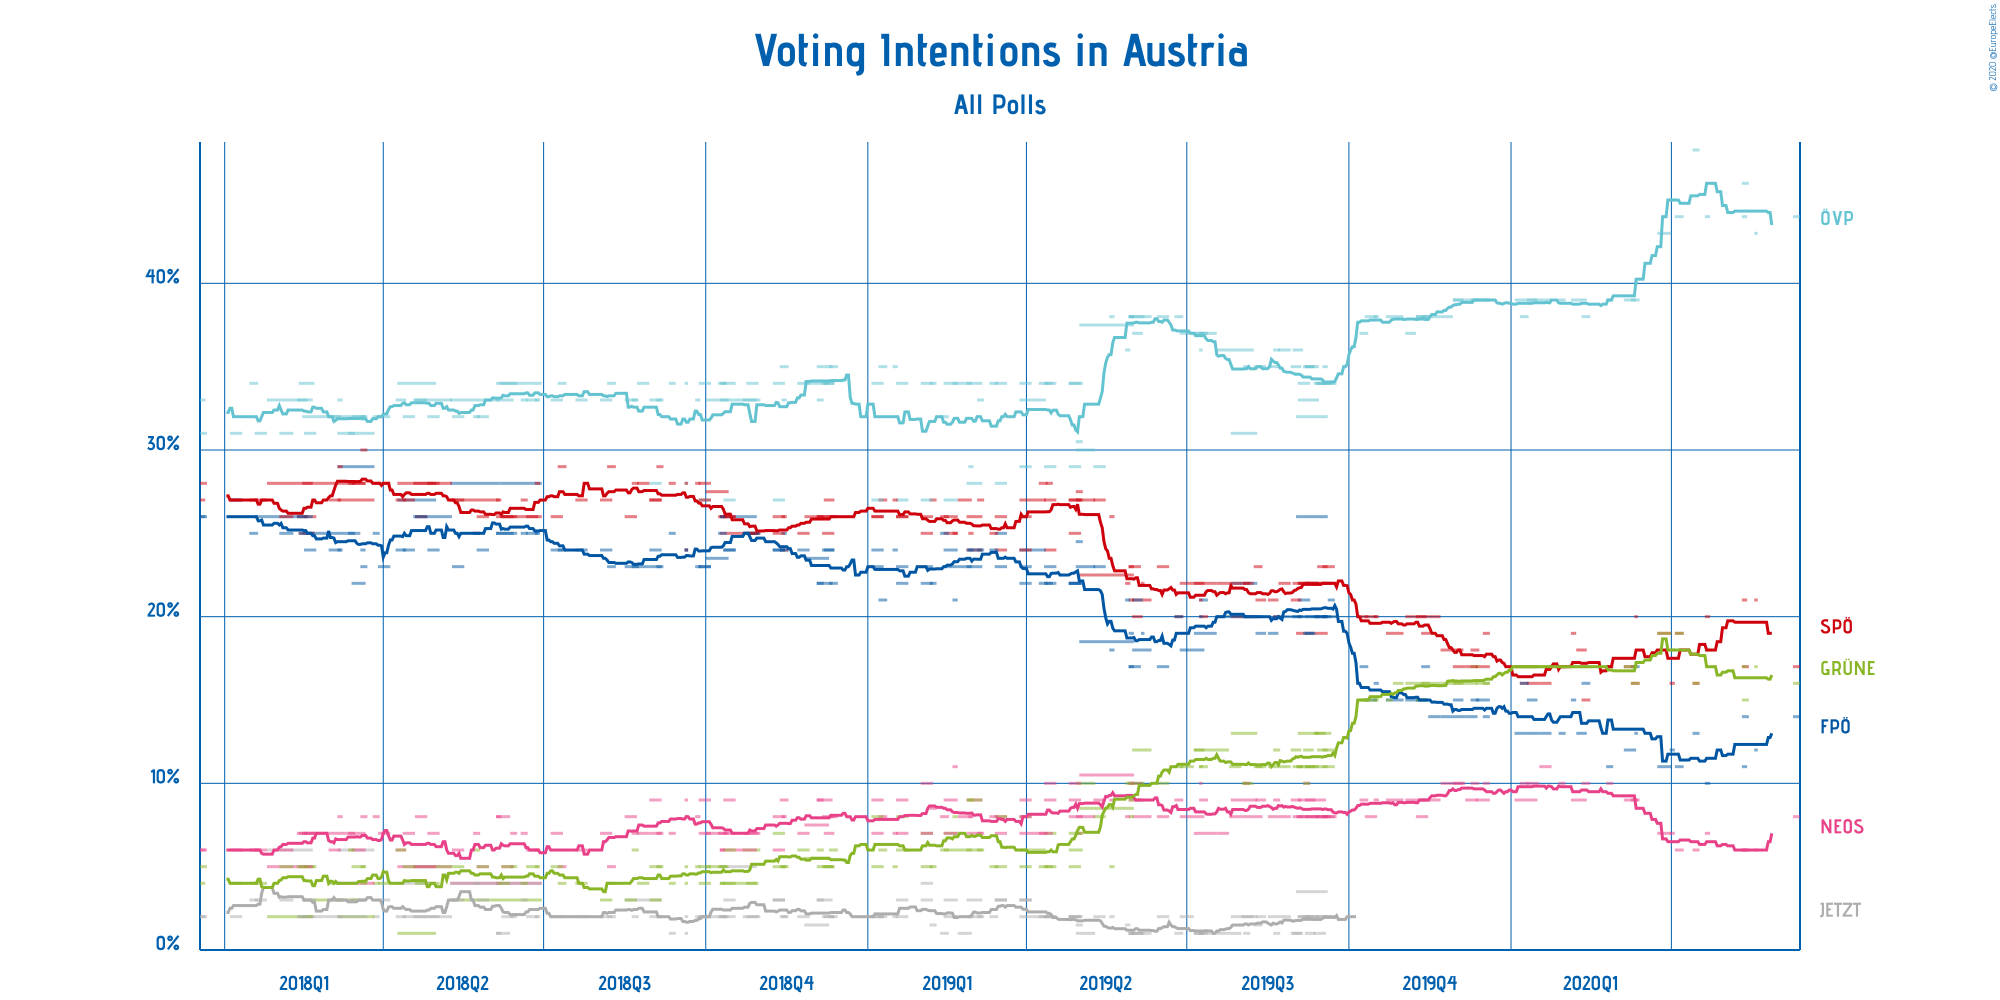 Voting Intentions in Austria
All Polls
© 2020 @EuropeElects
40%
30%
20%
10%
0%
ÖVP
SPÖ
GRÜNE
FPÖ
NEOS
JETZT
2018Q1 2018Q2 2018Q3 2018Q4 2019Q1 2019Q2 2019Q3 2019Q4 2020Q1